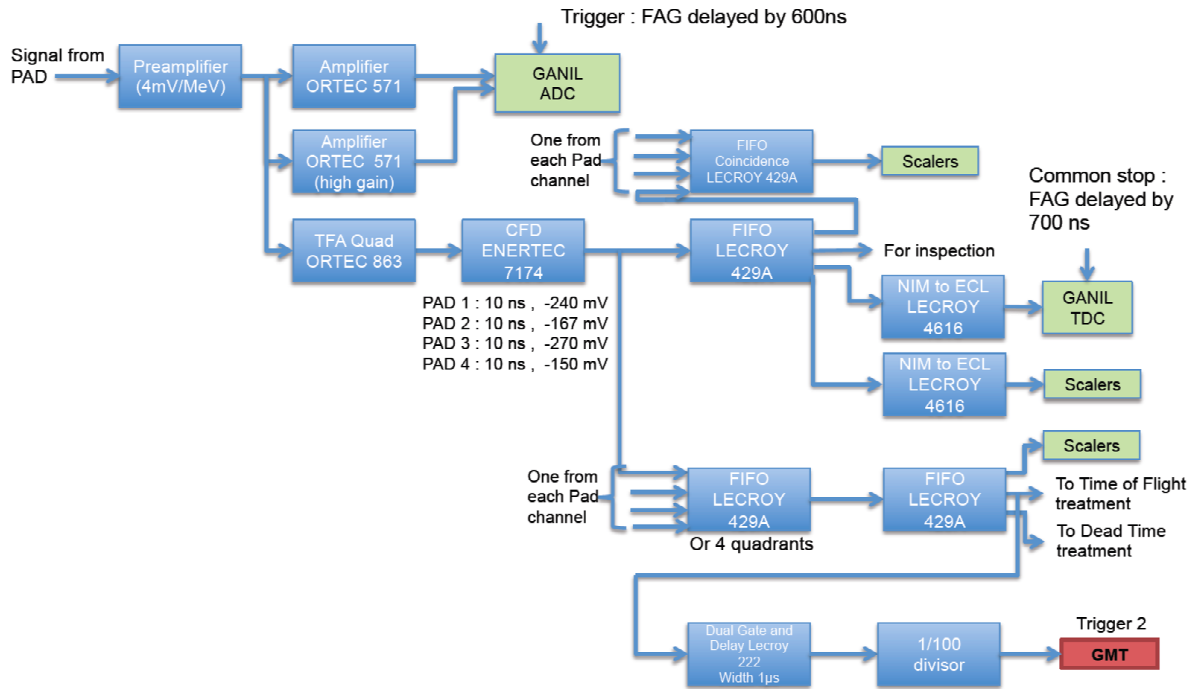 Trigger : FAG delayed by 600ns
Signal from
PAD
Preamplifier
(4mV/MeV)
Amplifier
ORTEC 571
GANIL
ADC
Amplifier
ORTEC 571
(high gain)
One from
each Pad
channel
FIFO
Coincidence
LECROY 429A
Scalers
Common stop :
FAG delayed by
700 ns
TFA Quad
ORTEC 863
CFD
ENERTEC
7174
FIFO
LECROY
429A
For inspection
NIM to ECL
LECROY
4616
GANIL
TDC
PAD 1 : 10 ns , -240 mV
PAD 2 : 10 ns , -167 mV
PAD 3 : 10 ns , -270 mV
PAD 4 : 10 ns , -150 mV
NIM to ECL
LECROY
4616
Scalers
One from
each Pad
channel
FIFO
LECROY
429A
Or 4 quadrants
FIFO
LECROY
429A
Scalers
To Time of Flight
treatment
To Dead Time
treatment
Dual Gate and
Delay Lecroy
222
Width 1µs
1/100
divisor
Trigger 2
GMT